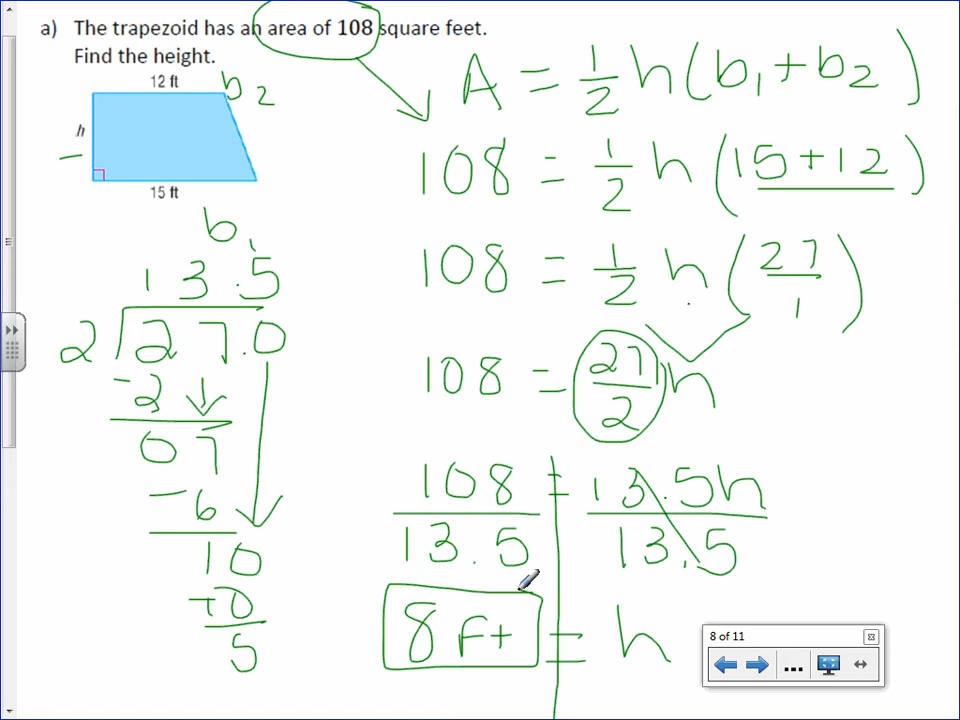 a) The trapezoid has an area of 108 square feet.
Find the height.
12 ft
b2
h
15 ft
b1
A = 1/2 h(b1 + b2)
108 = 1/2 h (15 + 12)
108 = 1/2 h (27/1)
108 = 27/2 h
108/13.5 = 13.5h/13.5
8 Ft = h
13.5
2 27.0
-2
07
-6
10
+0
5
8 of 11
...